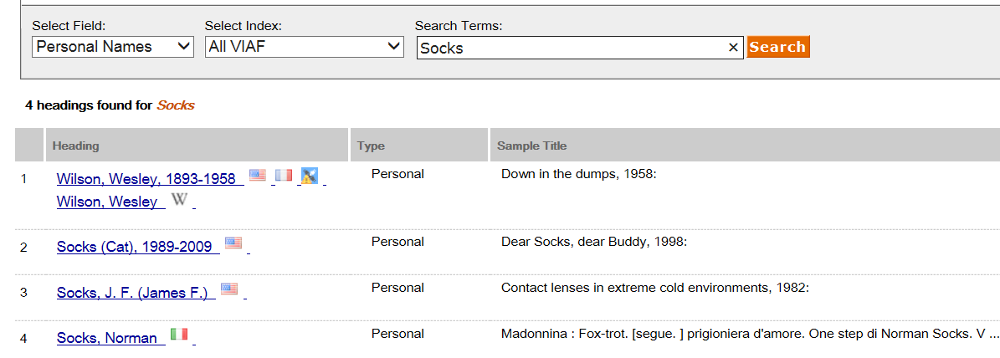 Select Field: Select Index: Search Terms:
Personal Names All VIAF Socks × Search
4 headings found for Socks
Heading Type Sample Title
1 Wilson, Wesley, 1893-1958 Personal Down in the dumps, 1958:
Wilson, Wesley W
2 Socks (Cat), 1989-2009 Personal Dear Socks, dear Buddy, 1998:
3 Socks, J. F. (James F.) Personal Contact lenses in extreme cold environments, 1982:
4 Socks, Norman Personal Madonnina : Fox-trot. [segue. ] prigioniera d'amore. One step di Norman Socks. V ...